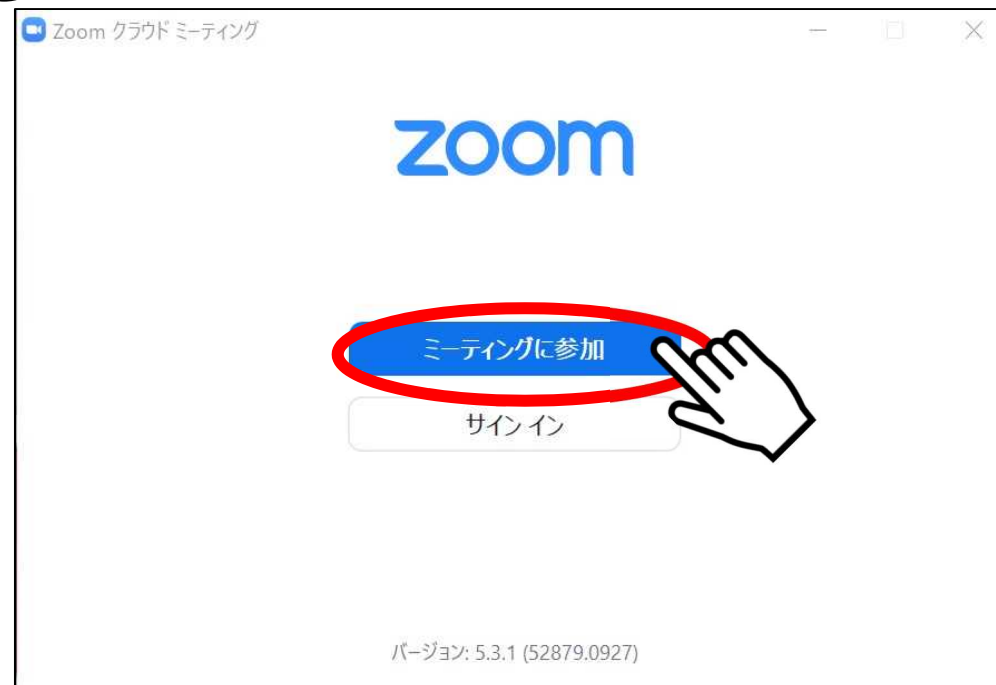 Zoom クラウド ミーティング
zoom
ミーティングに参加
サイン イン
バージョン: 5.3.1 (52879.0927)